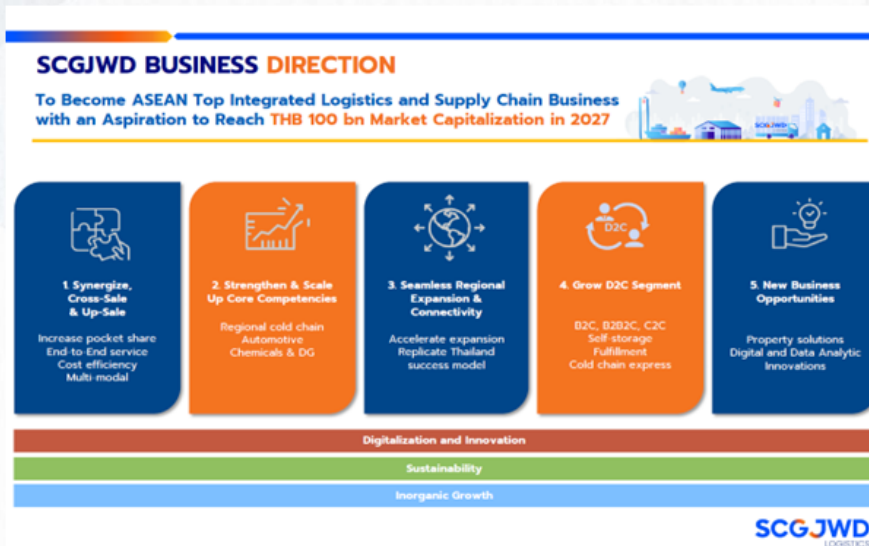 SCGJWD BUSINESS DIRECTION
To Become ASEAN Top Integrated Logistics and Supply Chain Business
with an Aspiration to Reach THB 100 bn Market Capitalization in 2027
SCGJWD
1. Synergize,
Cross-Sale
& Up-Sale
Increase pocket share
End-to-End service
Cost efficiency
Multi-modal
2. Strengthen & Scale
Up Core Competencies
Regional cold chain
Automotive
Chemicals & DG
3. Seamless Regional
Expansion &
Connectivity
Accelerate expansion
Replicate Thailand
success model
D2C
4. Grow D2C Segment
B2C, B2B2C, C2C
Self-storage
Fulfillment
Cold chain express
5. New Business
Opportunities
Property solutions
Digital and Data Analytic
Innovations
Digitalization and Innovation
Sustainability
Inorganic Growth
SCGJWD
LOGISTICS